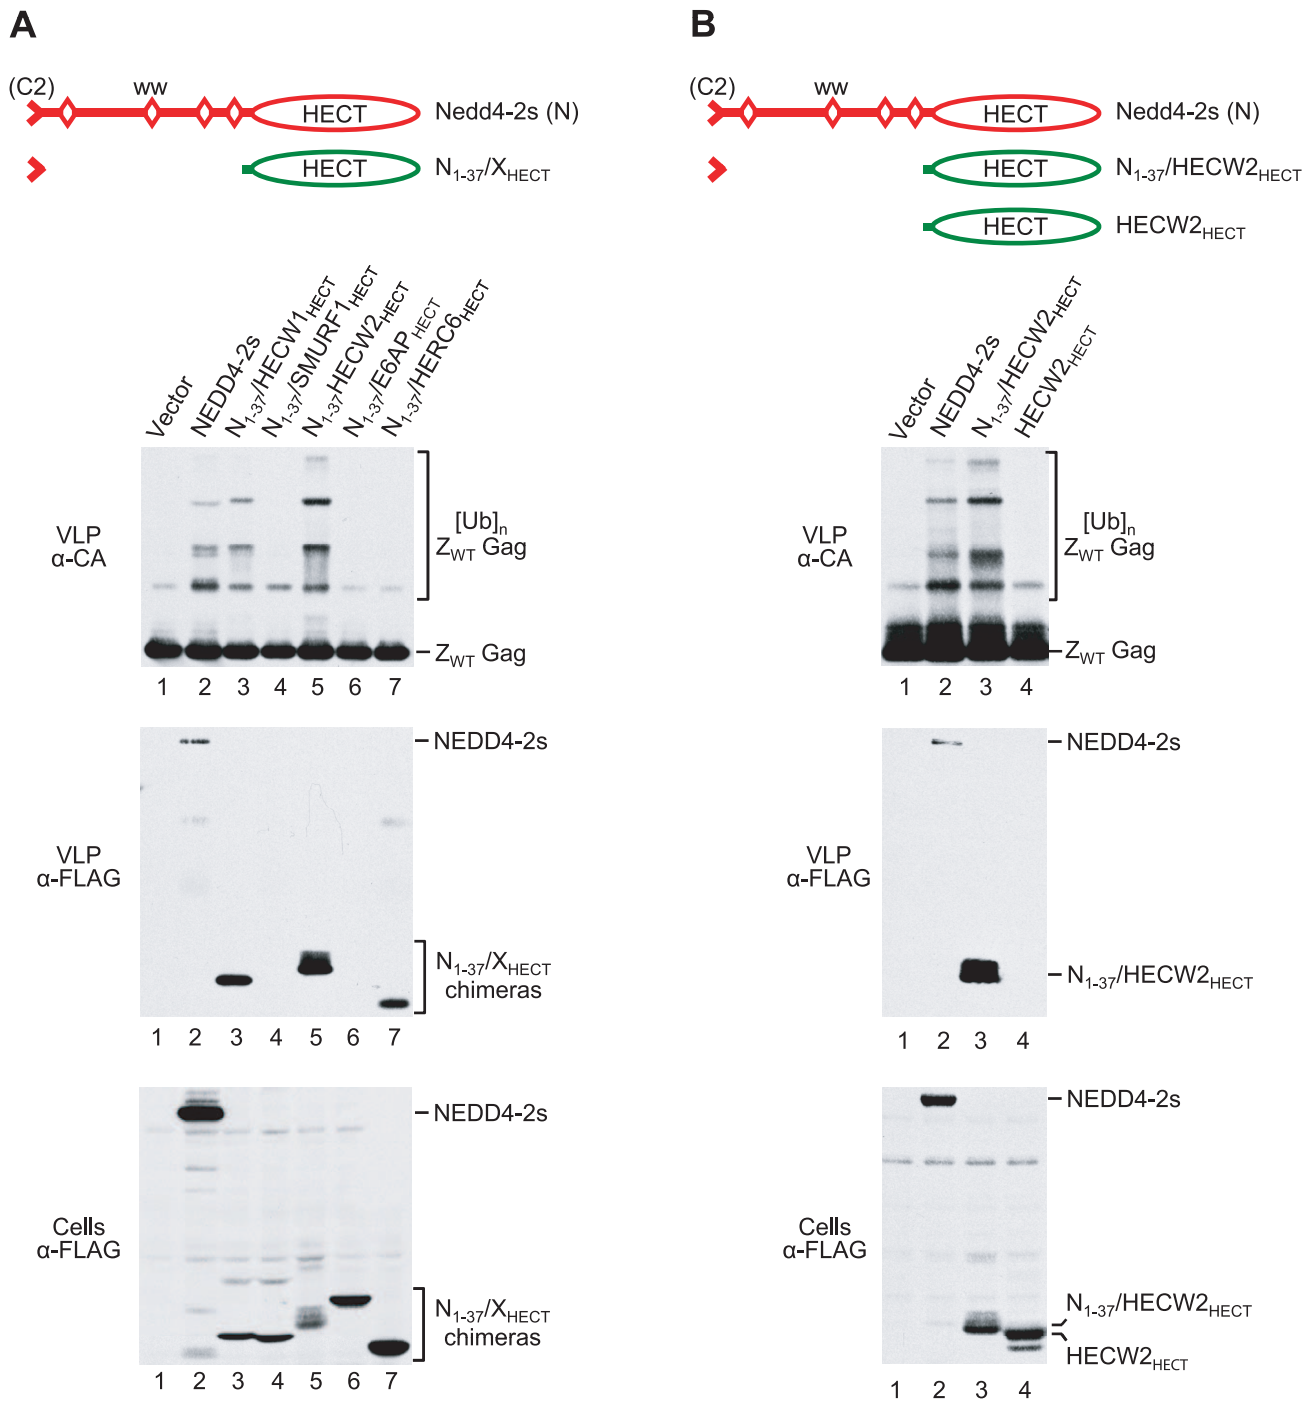 A
(C2)
WW
HECT
Nedd4-2s (N)
HECT
N1-37/XHECT
Vector
NEDD4-2s
N1-37/HECW1HECT
N1-37/SMURF1HECT
N1-37HECW2HECT
N1-37/E6APHECT
N1-37/HERC6HECT
VLP
α-CA
[Ub]n
ZWT Gag
ZWT Gag
1 2 3 4 5 6 7
VLP
α-FLAG
NEDD4-2s
N1-37/XHECT
chimeras
1 2 3 4 5 6 7
Cells
α-FLAG
NEDD4-2s
N1-37/XHECT
chimeras
1 2 3 4 5 6 7
B
(C2)
WW
HECT
Nedd4-2s (N)
HECT
N1-37/HECW2HECT
HECT
HECW2HECT
Vector
NEDD4-2s
N1-37/HECW2HECT
HECW2HECT
VLP
α-CA
[Ub]n
ZWT Gag
ZWT Gag
1 2 3 4
VLP
α-FLAG
NEDD4-2s
N1-37/HECW2HECT
1 2 3 4
Cells
α-FLAG
NEDD4-2s
N1-37/HECW2HECT
HECW2HECT
1 2 3 4